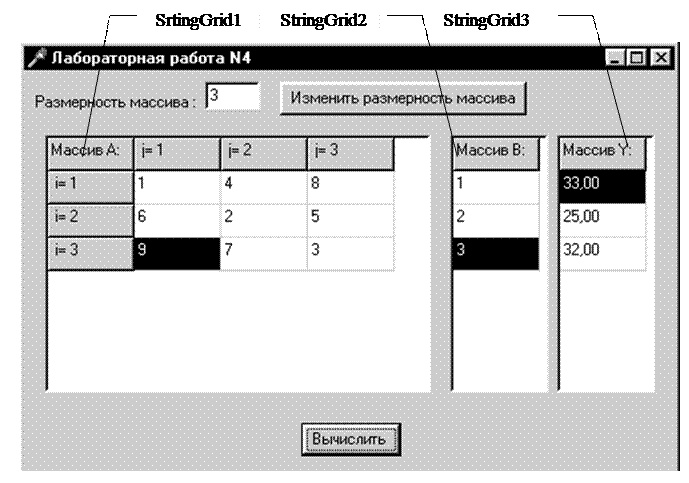 SrtingGrid1 StringGrid2 StringGrid3
Лабораторная работа N4
Размерность массива : 3 Изменить размерность массива
Массив A: j= 1 j= 2 j= 3 Массив B: Массив Y:
i= 1 1 4 8 1 33,00
i= 2 6 2 5 2 25,00
i= 3 9 7 3 3 32,00
Вычислить